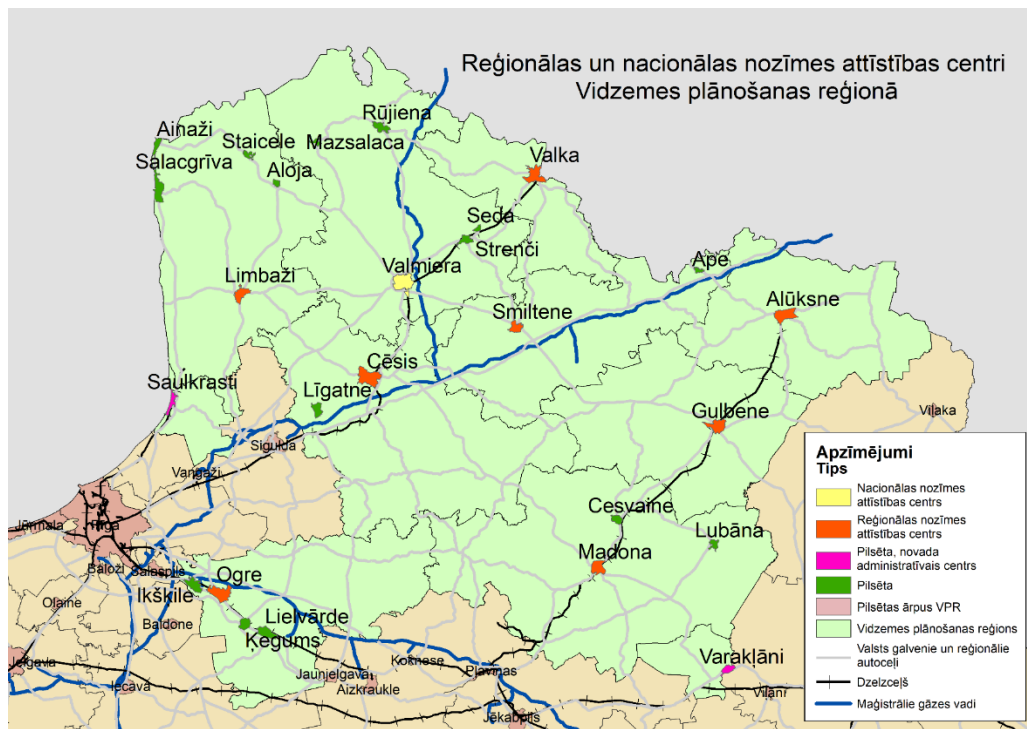 Reģionālas un nacionālas nozīmes attīstības centri
Vidzemes plānošanas reģionā
Rūjiena
Ainaži
Staicele
Mazsalaca
Valka
Salacgrīva
Aloja
Seda
Strenči
Ape
Valmiera
Limbaži
Alūksne
Smiltene
Cēsis
Saulkrasti
Līgatne
Gulbene
Viļaka
Sigulda
Vangaži
Cesvaine
Lubāna
Jūrmala
Rīga
Madona
Baloži
Salaspils
Ogre
Ikšķile
Olaine
Baldone
Lielvārde
Ķegums
Koknese
Varakļāni
Jelgava
Jaunjelgava
Pļaviņas
Iecava
Aizkraukle
Viļāni
Jēkabpils
Apzīmējumi
Tips
Nacionālas nozīmes
attīstības centrs
Reģionālas nozīmes
attīstības centrs
Pilsēta, novada
administratīvais centrs
Pilsēta
Pilsētas ārpus VPR
Vidzemes plānošanas reģions
Valsts galvenie un reģionālie
autoceļi
Dzelzceļš
Maģistrālie gāzes vadi